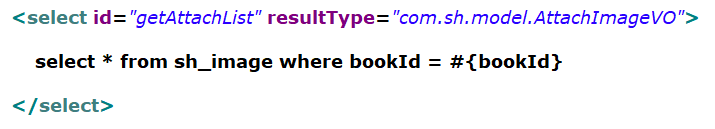 <select id="getAttachList" resultType="com.sh.model.AttachImageVO">
select * from sh_image where bookId = #{bookId}
</select>